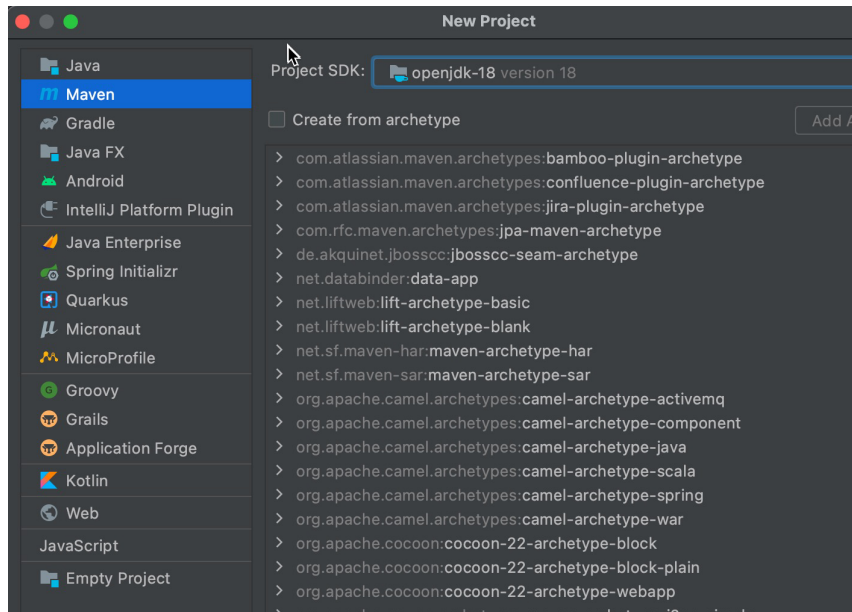 New Project
Java
Maven
Gradle
Java FX
Android
IntelliJ Platform Plugin
Java Enterprise
Spring Initializr
Quarkus
Micronaut
MicroProfile
Groovy
Grails
Application Forge
Kotlin
Web
JavaScript
Empty Project
Project SDK: openjdk-18 version 18
Create from archetype
Add
com.atlassian.maven.archetypes:bamboo-plugin-archetype
com.atlassian.maven.archetypes:confluence-plugin-archetype
com.atlassian.maven.archetypes:jira-plugin-archetype
com.rfc.maven.archetypes:jpa-maven-archetype
de.akquinet.jbosscc:jbosscc-seam-archetype
net.databinder:data-app
net.liftweb:lift-archetype-basic
net.liftweb:lift-archetype-blank
net.sf.maven-har:maven-archetype-har
net.sf.maven-sar:maven-archetype-sar
org.apache.camel.archetypes:camel-archetype-activemq
org.apache.camel.archetypes:camel-archetype-component
org.apache.camel.archetypes:camel-archetype-java
org.apache.camel.archetypes:camel-archetype-scala
org.apache.camel.archetypes:camel-archetype-spring
org.apache.camel.archetypes:camel-archetype-war
org.apache.cocoon:cocoon-22-archetype-block
org.apache.cocoon:cocoon-22-archetype-block-plain
org.apache.cocoon:cocoon-22-archetype-webapp